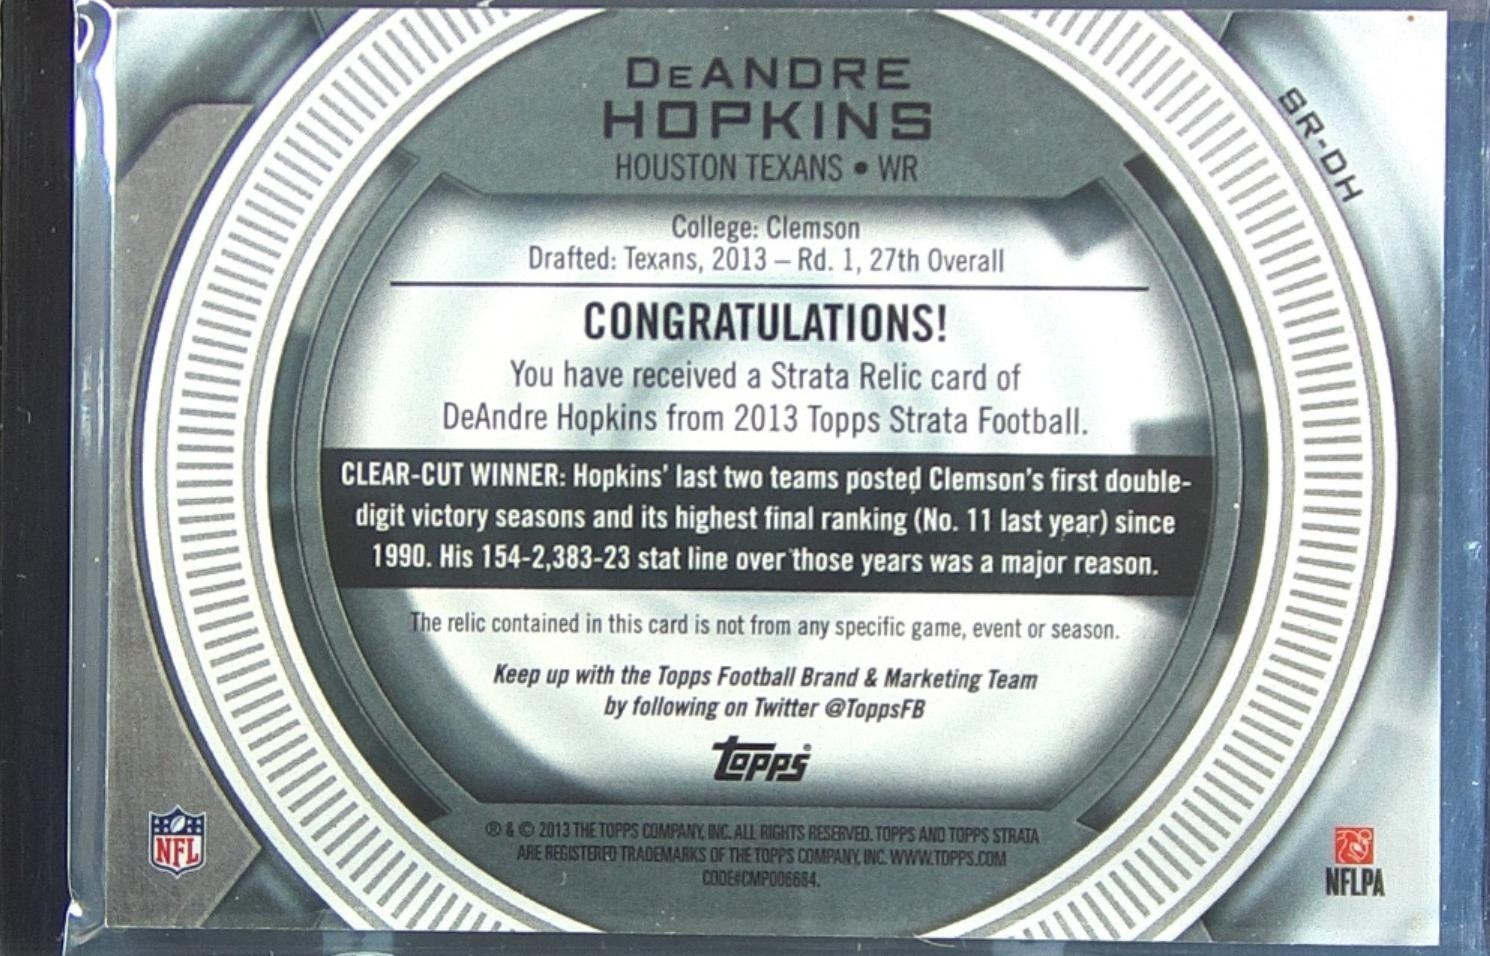 DeANDRE
HOPKINS
HOUSTON TEXANS • WR
SR-DH
College: Clemson
Drafted: Texans, 2013 – Rd. 1, 27th Overall
CONGRATULATIONS!
You have received a Strata Relic card of
DeAndre Hopkins from 2013 Topps Strata Football.
CLEAR-CUT WINNER: Hopkins' last two teams posted Clemson's first double-
digit victory seasons and its highest final ranking (No. 11 last year) since
1990. His 154-2,383-23 stat line over those years was a major reason.
The relic contained in this card is not from any specific game, event or season.
Keep up with the Topps Football Brand & Marketing Team
by following on Twitter @ToppsFB
topps®
® & © 2013 THE TOPPS COMPANY, INC. ALL RIGHTS RESERVED. TOPPS AND TOPPS STRATA
ARE REGISTERED TRADEMARKS OF THE TOPPS COMPANY, INC. WWW.TOPPS.COM
CODE#CMP006684.
NFL
NFLPA